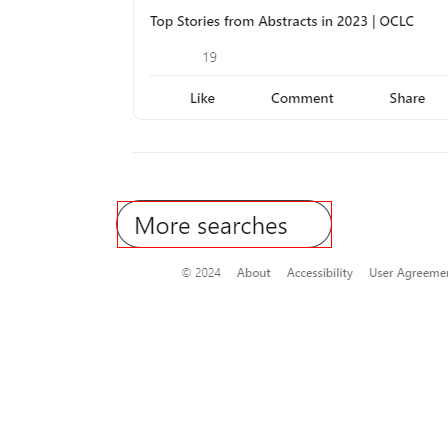 Top Stories from Abstracts in 2023 | OCLC
19
Like Comment Share
More searches
© 2024 About Accessibility User Agreeme